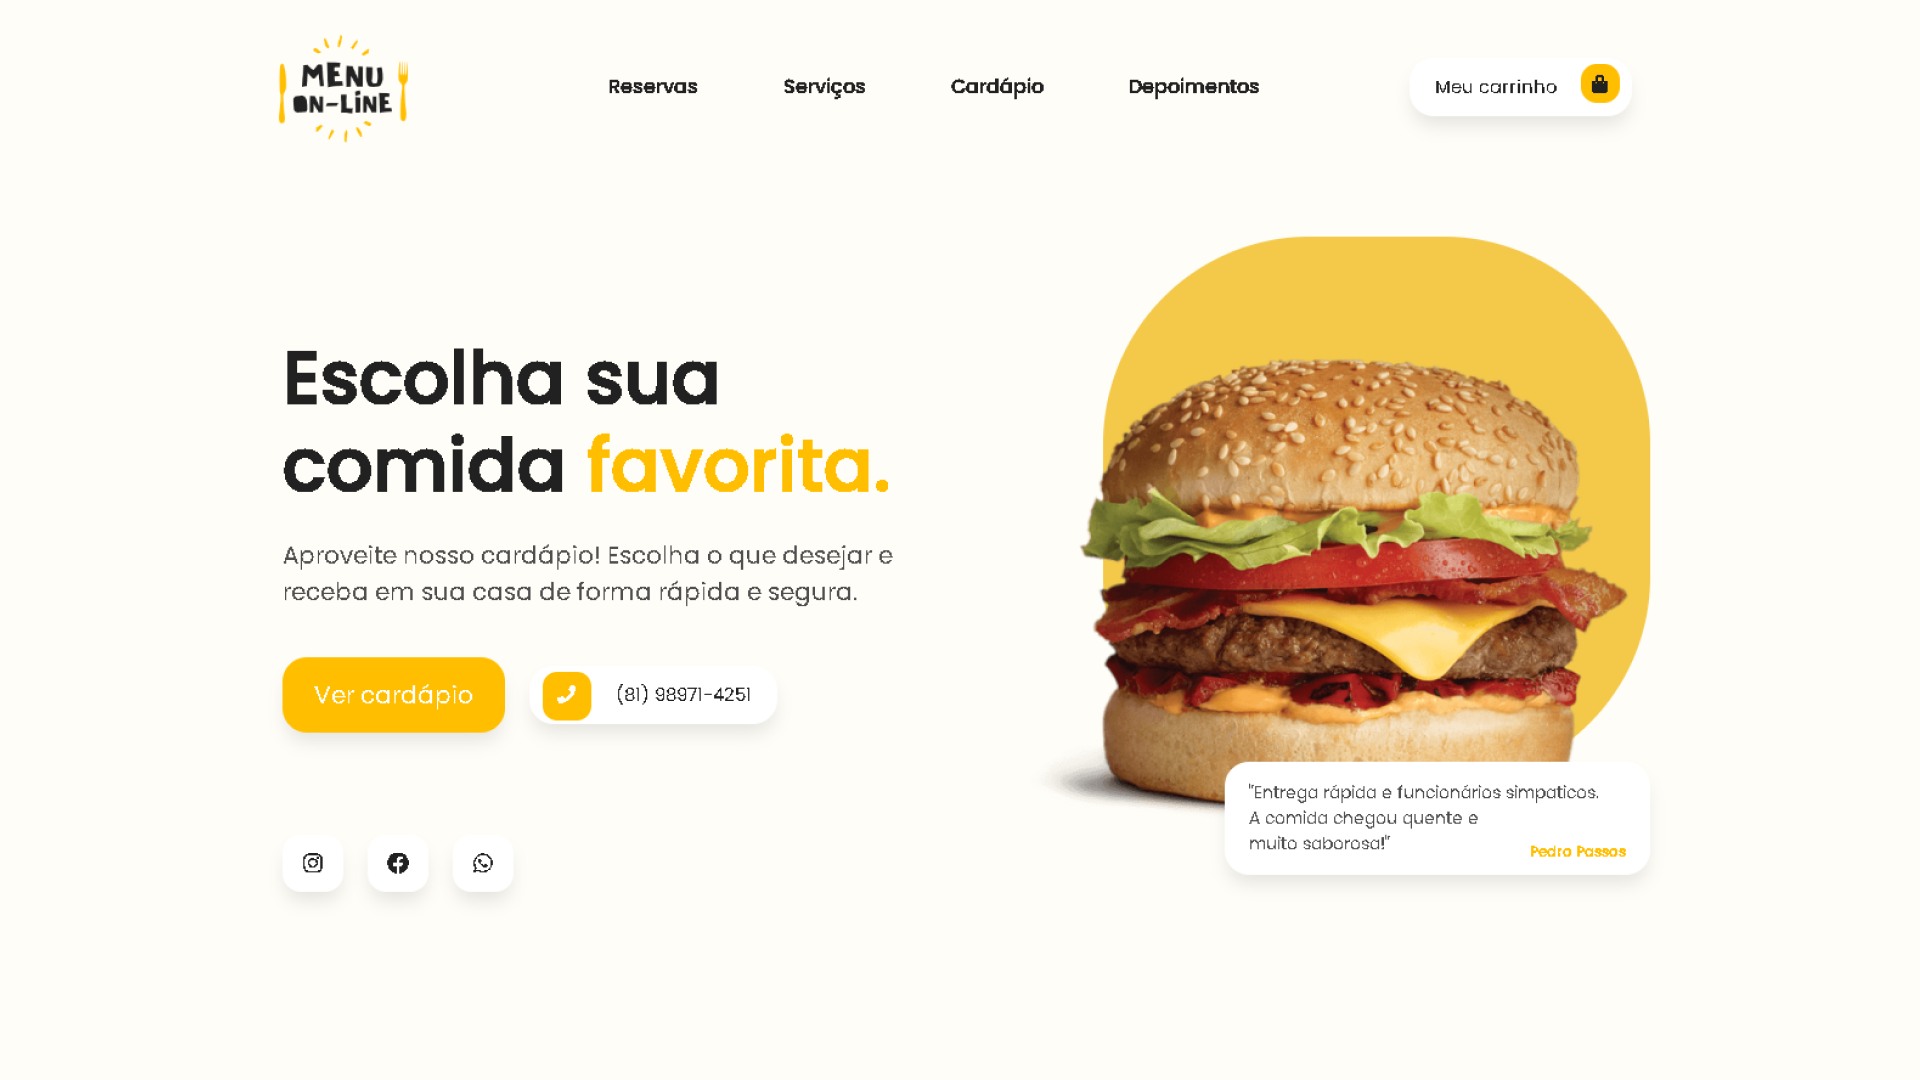 MENU
ON-LINE
Reservas
Serviços
Cardápio
Depoimentos
Meu carrinho
Escolha sua
comida favorita.
Aproveite nosso cardápio! Escolha o que desejar e
receba em sua casa de forma rápida e segura.
Ver cardápio
(81) 98971-4251
"Entrega rápida e funcionários simpaticos.
A comida chegou quente e
muito saborosa!"
Pedro Passos